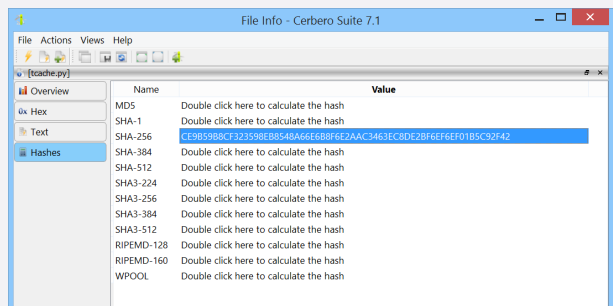 File Info - Cerbero Suite 7.1
File Actions Views Help
[tcache.py]
Overview
Hex
Text
Hashes
Name Value
MD5 Double click here to calculate the hash
SHA-1 Double click here to calculate the hash
SHA-256 CE9B59B8CF323598EB8548A66E6B8F6E2AAC3463EC8DE2BF6EF6EF01B5C92F42
SHA-384 Double click here to calculate the hash
SHA-512 Double click here to calculate the hash
SHA3-224 Double click here to calculate the hash
SHA3-256 Double click here to calculate the hash
SHA3-384 Double click here to calculate the hash
SHA3-512 Double click here to calculate the hash
RIPEMD-128 Double click here to calculate the hash
RIPEMD-160 Double click here to calculate the hash
WPOOL Double click here to calculate the hash